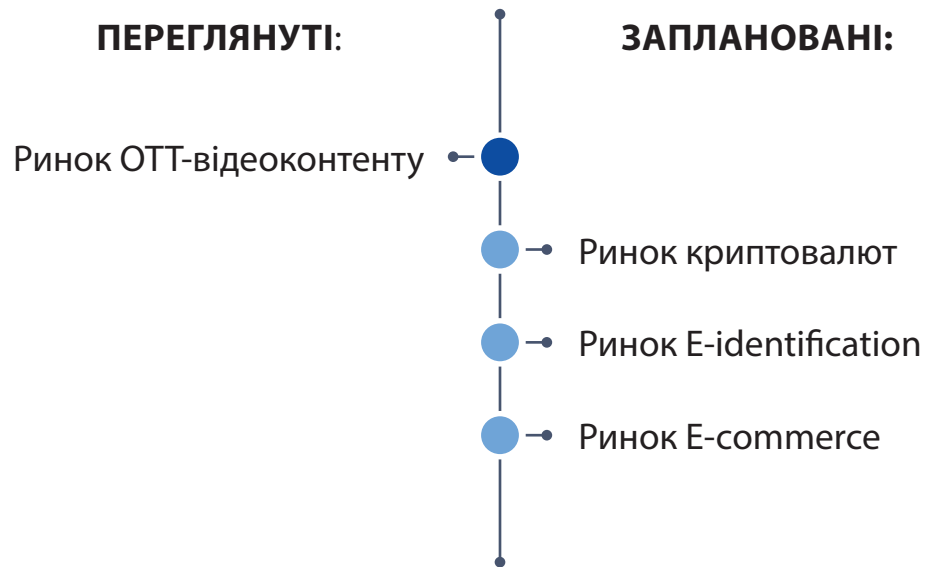 ПЕРЕГЛЯНУТІ:
ЗАПЛАНОВАНІ:
Ринок ОТТ-відеоконтенту
Ринок криптовалют
Ринок E-identification
Ринок E-commerce